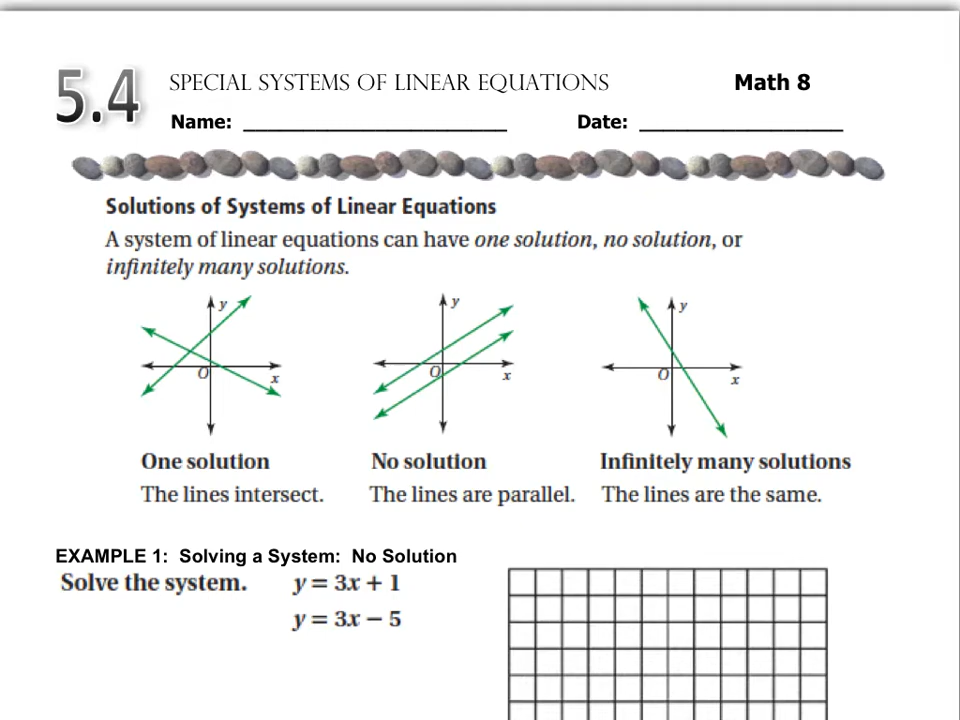 5.4 SPECIAL SYSTEMS OF LINEAR EQUATIONS Math 8
Name: ________________________ Date: ___________________
Solutions of Systems of Linear Equations
A system of linear equations can have one solution, no solution, or
infinitely many solutions.
y y y
O x O x O x
One solution No solution Infinitely many solutions
The lines intersect. The lines are parallel. The lines are the same.
EXAMPLE 1: Solving a System: No Solution
Solve the system. y = 3x + 1
y = 3x − 5